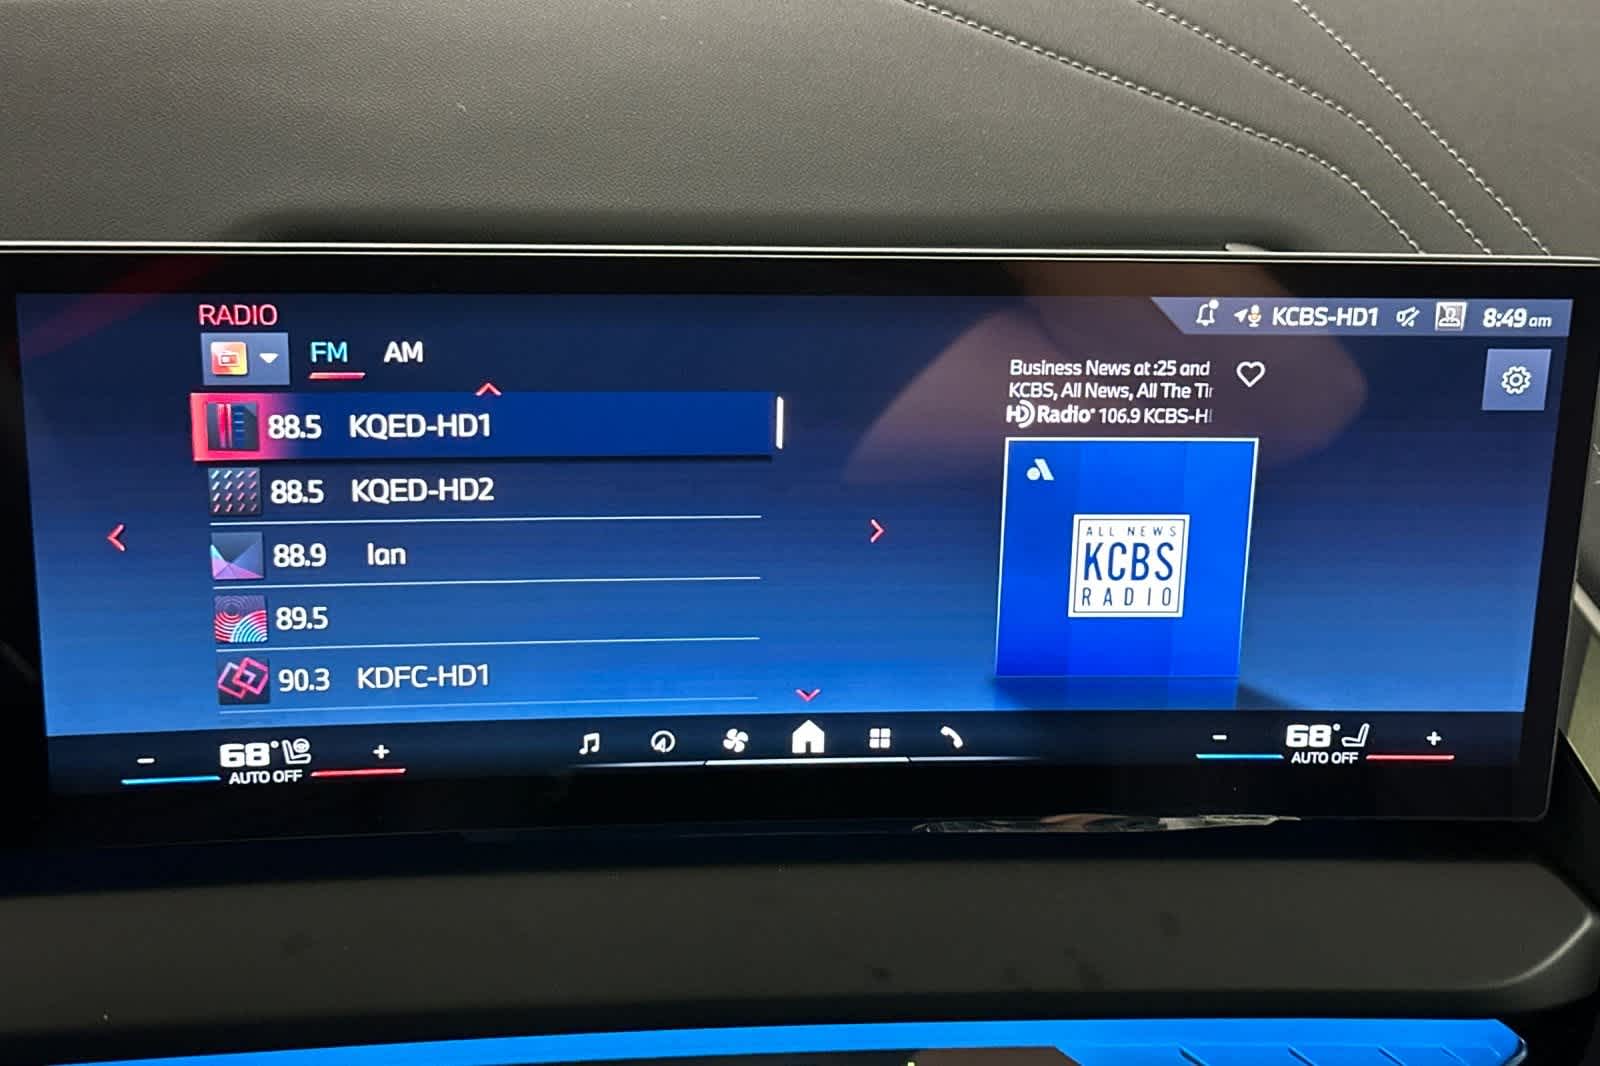 RADIO
FM AM
KCBS-HD1 8:49 am
Business News at :25 and
KCBS, All News, All The
HD Radio 106.9 KCBS-H
88.5 KQED-HD1
88.5 KQED-HD2
88.9 lan
89.5
90.3 KDFC-HD1
ALL NEWS
KCBS
RADIO
- 68° +
AUTO OFF
- 68° +
AUTO OFF